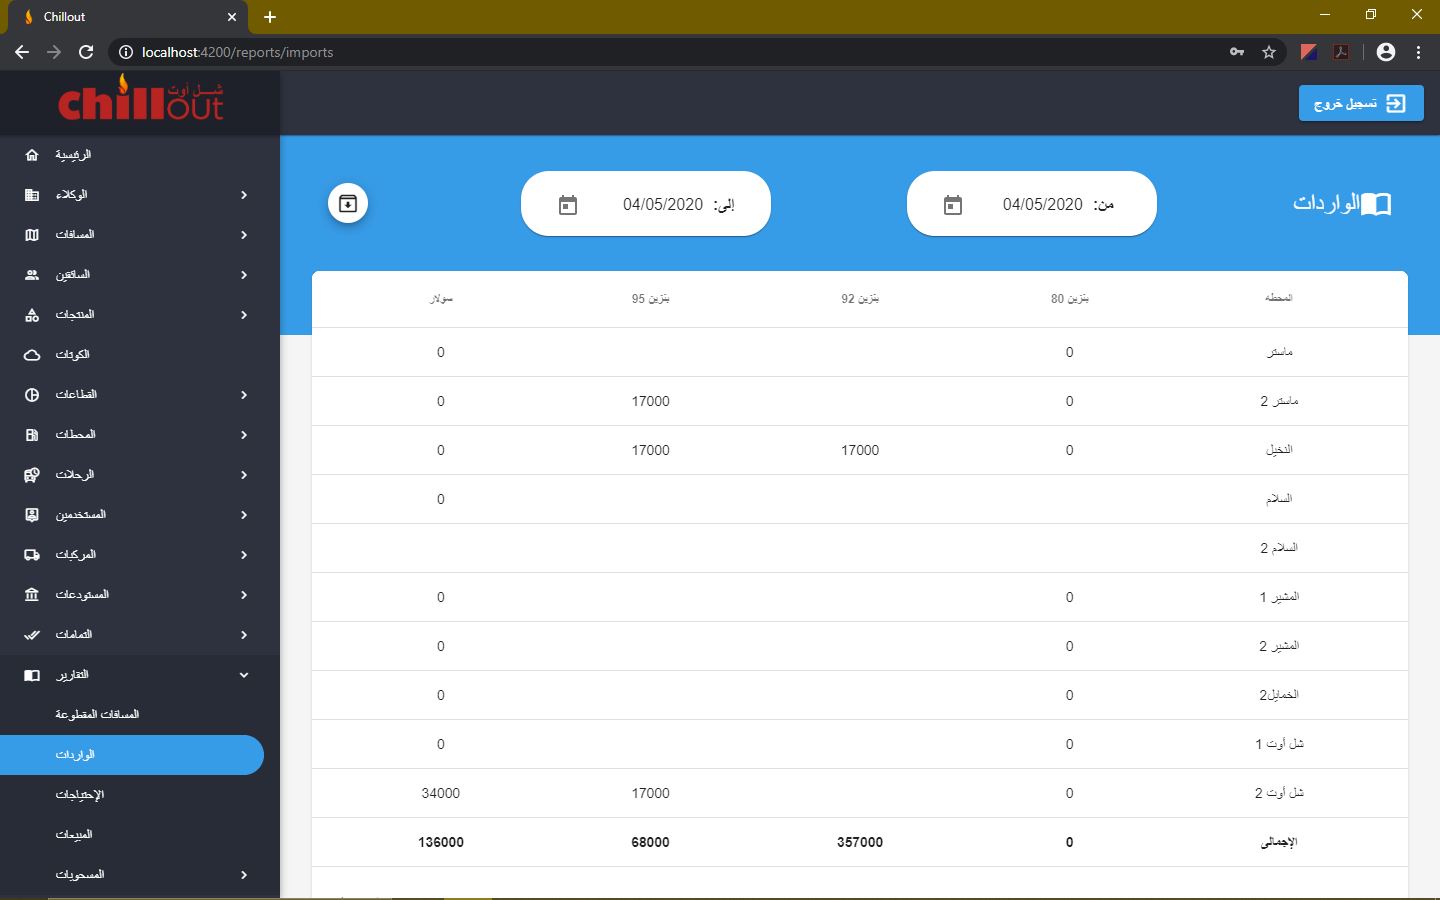 Chillout
localhost:4200/reports/imports
chillout شل أوت
تسجيل خروج
الرئيسية
الوكلاء
المسافات
السائقين
المنتجات
الكوتات
القطاعات
المحطات
الرحلات
المستخدمين
المركبات
المستودعات
التمامات
التقارير
المسافات المقطوعة
الواردات
الإحتياجات
المبيعات
المسحوبات
الواردات
من: 04/05/2020
إلى: 04/05/2020
المحطه بنزين 80 بنزين 92 بنزين 95 سولار
ماستر 0 0
ماستر 2 0 17000 0
النخيل 0 17000 17000 0
السلام 0
السلام 2
المشير 1 0 0
المشير 2 0 0
الخمايل2 0 0
شل أوت 1 0 0
شل أوت 2 0 17000 34000
الإجمالى 0 357000 68000 136000